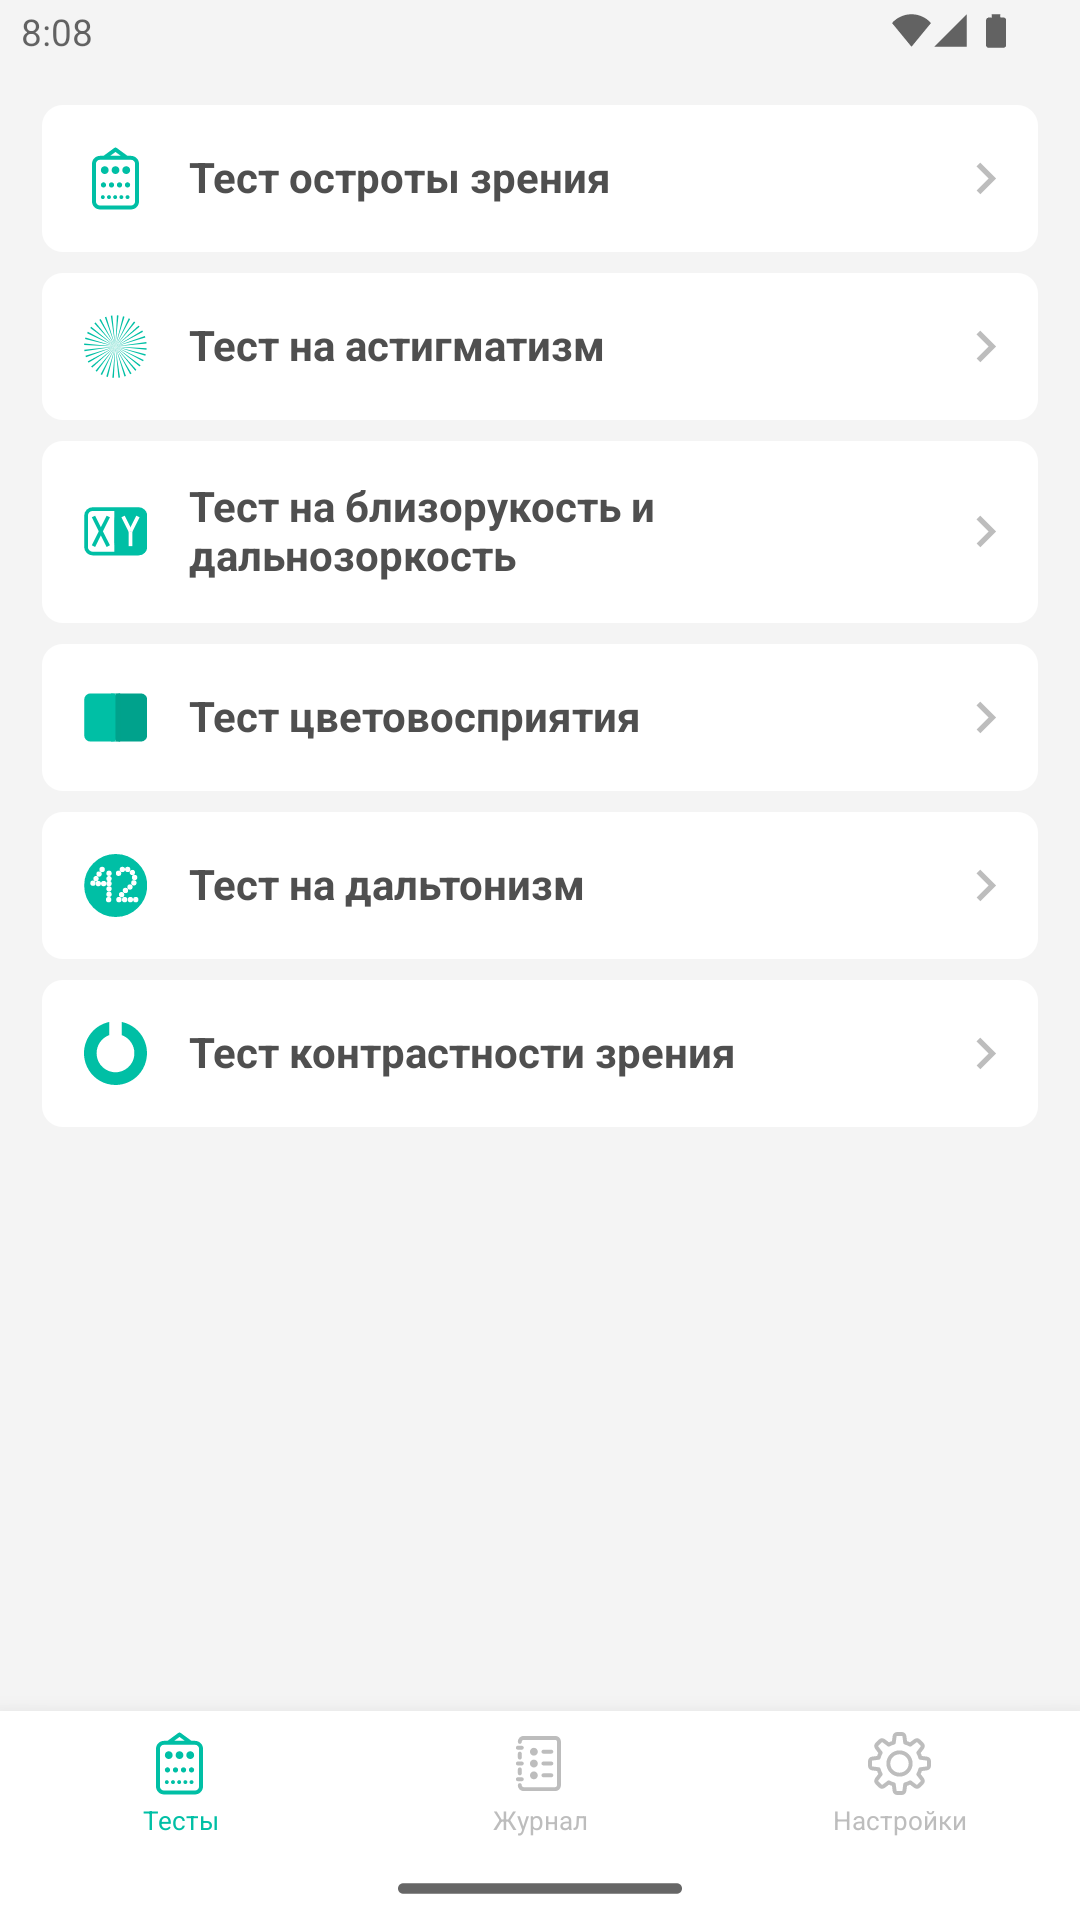 8:08
Тест остроты зрения
Тест на астигматизм
XY
Тест на близорукость и
дальнозоркость
Тест цветовосприятия
42
Тест на дальтонизм
Тест контрастности зрения
Тесты
Журнал
Настройки